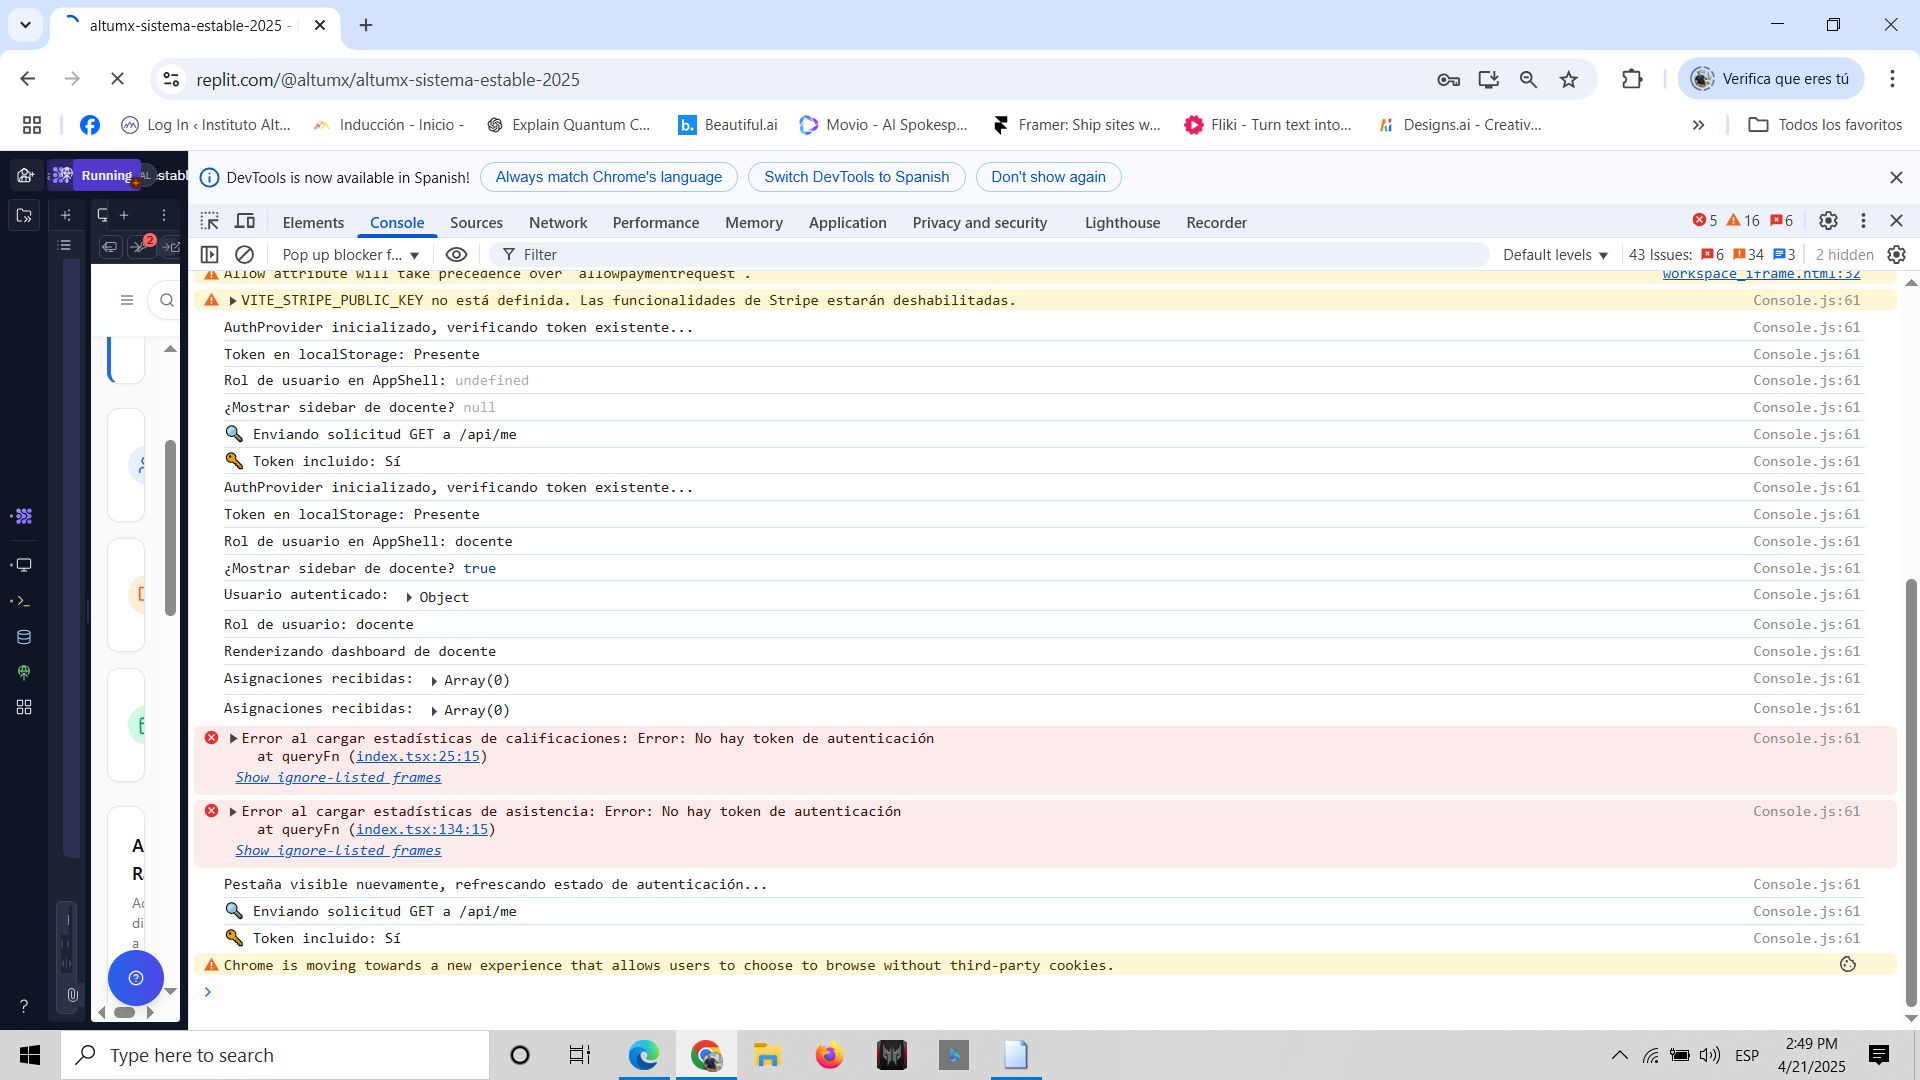 altumx-sistema-estable-2025 -
replit.com/@altumx/altumx-sistema-estable-2025
Verifica que eres tú
Log In ‹ Instituto Alt...
Inducción - Inicio -
Explain Quantum C...
Beautiful.ai
Movio - AI Spokesp...
Framer: Ship sites w...
Fliki - Turn text into...
Designs.ai - Creativ...
Todos los favoritos
Running
AL
stabl
DevTools is now available in Spanish!
Always match Chrome's language
Switch DevTools to Spanish
Don't show again
Elements
Console
Sources
Network
Performance
Memory
Application
Privacy and security
Lighthouse
Recorder
5
16
6
2
Pop up blocker f...
Filter
Default levels
43 Issues:
6
34
3
2 hidden
Allow attribute will take precedence over 'allowpaymentrequest'.
workspace_iframe.html:32
VITE_STRIPE_PUBLIC_KEY no está definida. Las funcionalidades de Stripe estarán deshabilitadas.
Console.js:61
AuthProvider inicializado, verificando token existente...
Console.js:61
Token en localStorage: Presente
Console.js:61
Rol de usuario en AppShell: undefined
Console.js:61
¿Mostrar sidebar de docente? null
Console.js:61
🔍 Enviando solicitud GET a /api/me
Console.js:61
🔑 Token incluido: Sí
Console.js:61
AuthProvider inicializado, verificando token existente...
Console.js:61
Token en localStorage: Presente
Console.js:61
Rol de usuario en AppShell: docente
Console.js:61
¿Mostrar sidebar de docente? true
Console.js:61
Usuario autenticado: Object
Console.js:61
Rol de usuario: docente
Console.js:61
Renderizando dashboard de docente
Console.js:61
Asignaciones recibidas: Array(0)
Console.js:61
Asignaciones recibidas: Array(0)
Console.js:61
Error al cargar estadísticas de calificaciones: Error: No hay token de autenticación
Console.js:61
at queryFn (index.tsx:25:15)
Show ignore-listed frames
Error al cargar estadísticas de asistencia: Error: No hay token de autenticación
Console.js:61
at queryFn (index.tsx:134:15)
Show ignore-listed frames
Pestaña visible nuevamente, refrescando estado de autenticación...
Console.js:61
🔍 Enviando solicitud GET a /api/me
Console.js:61
🔑 Token incluido: Sí
Console.js:61
Chrome is moving towards a new experience that allows users to choose to browse without third-party cookies.
A
R
Ac
di
a
Type here to search
ESP
2:49 PM
4/21/2025